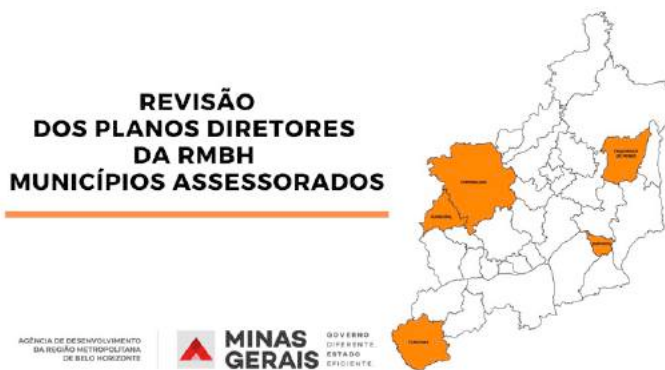 REVISÃO
DOS PLANOS DIRETORES
DA RMBH
MUNICÍPIOS ASSESSORADOS
AGÊNCIA DE DESENVOLVIMENTO
DA REGIÃO METROPOLITANA
DE BELO HORIZONTE
MINAS
GERAIS
GOVERNO
DIFERENTE.
ESTADO
EFICIENTE.